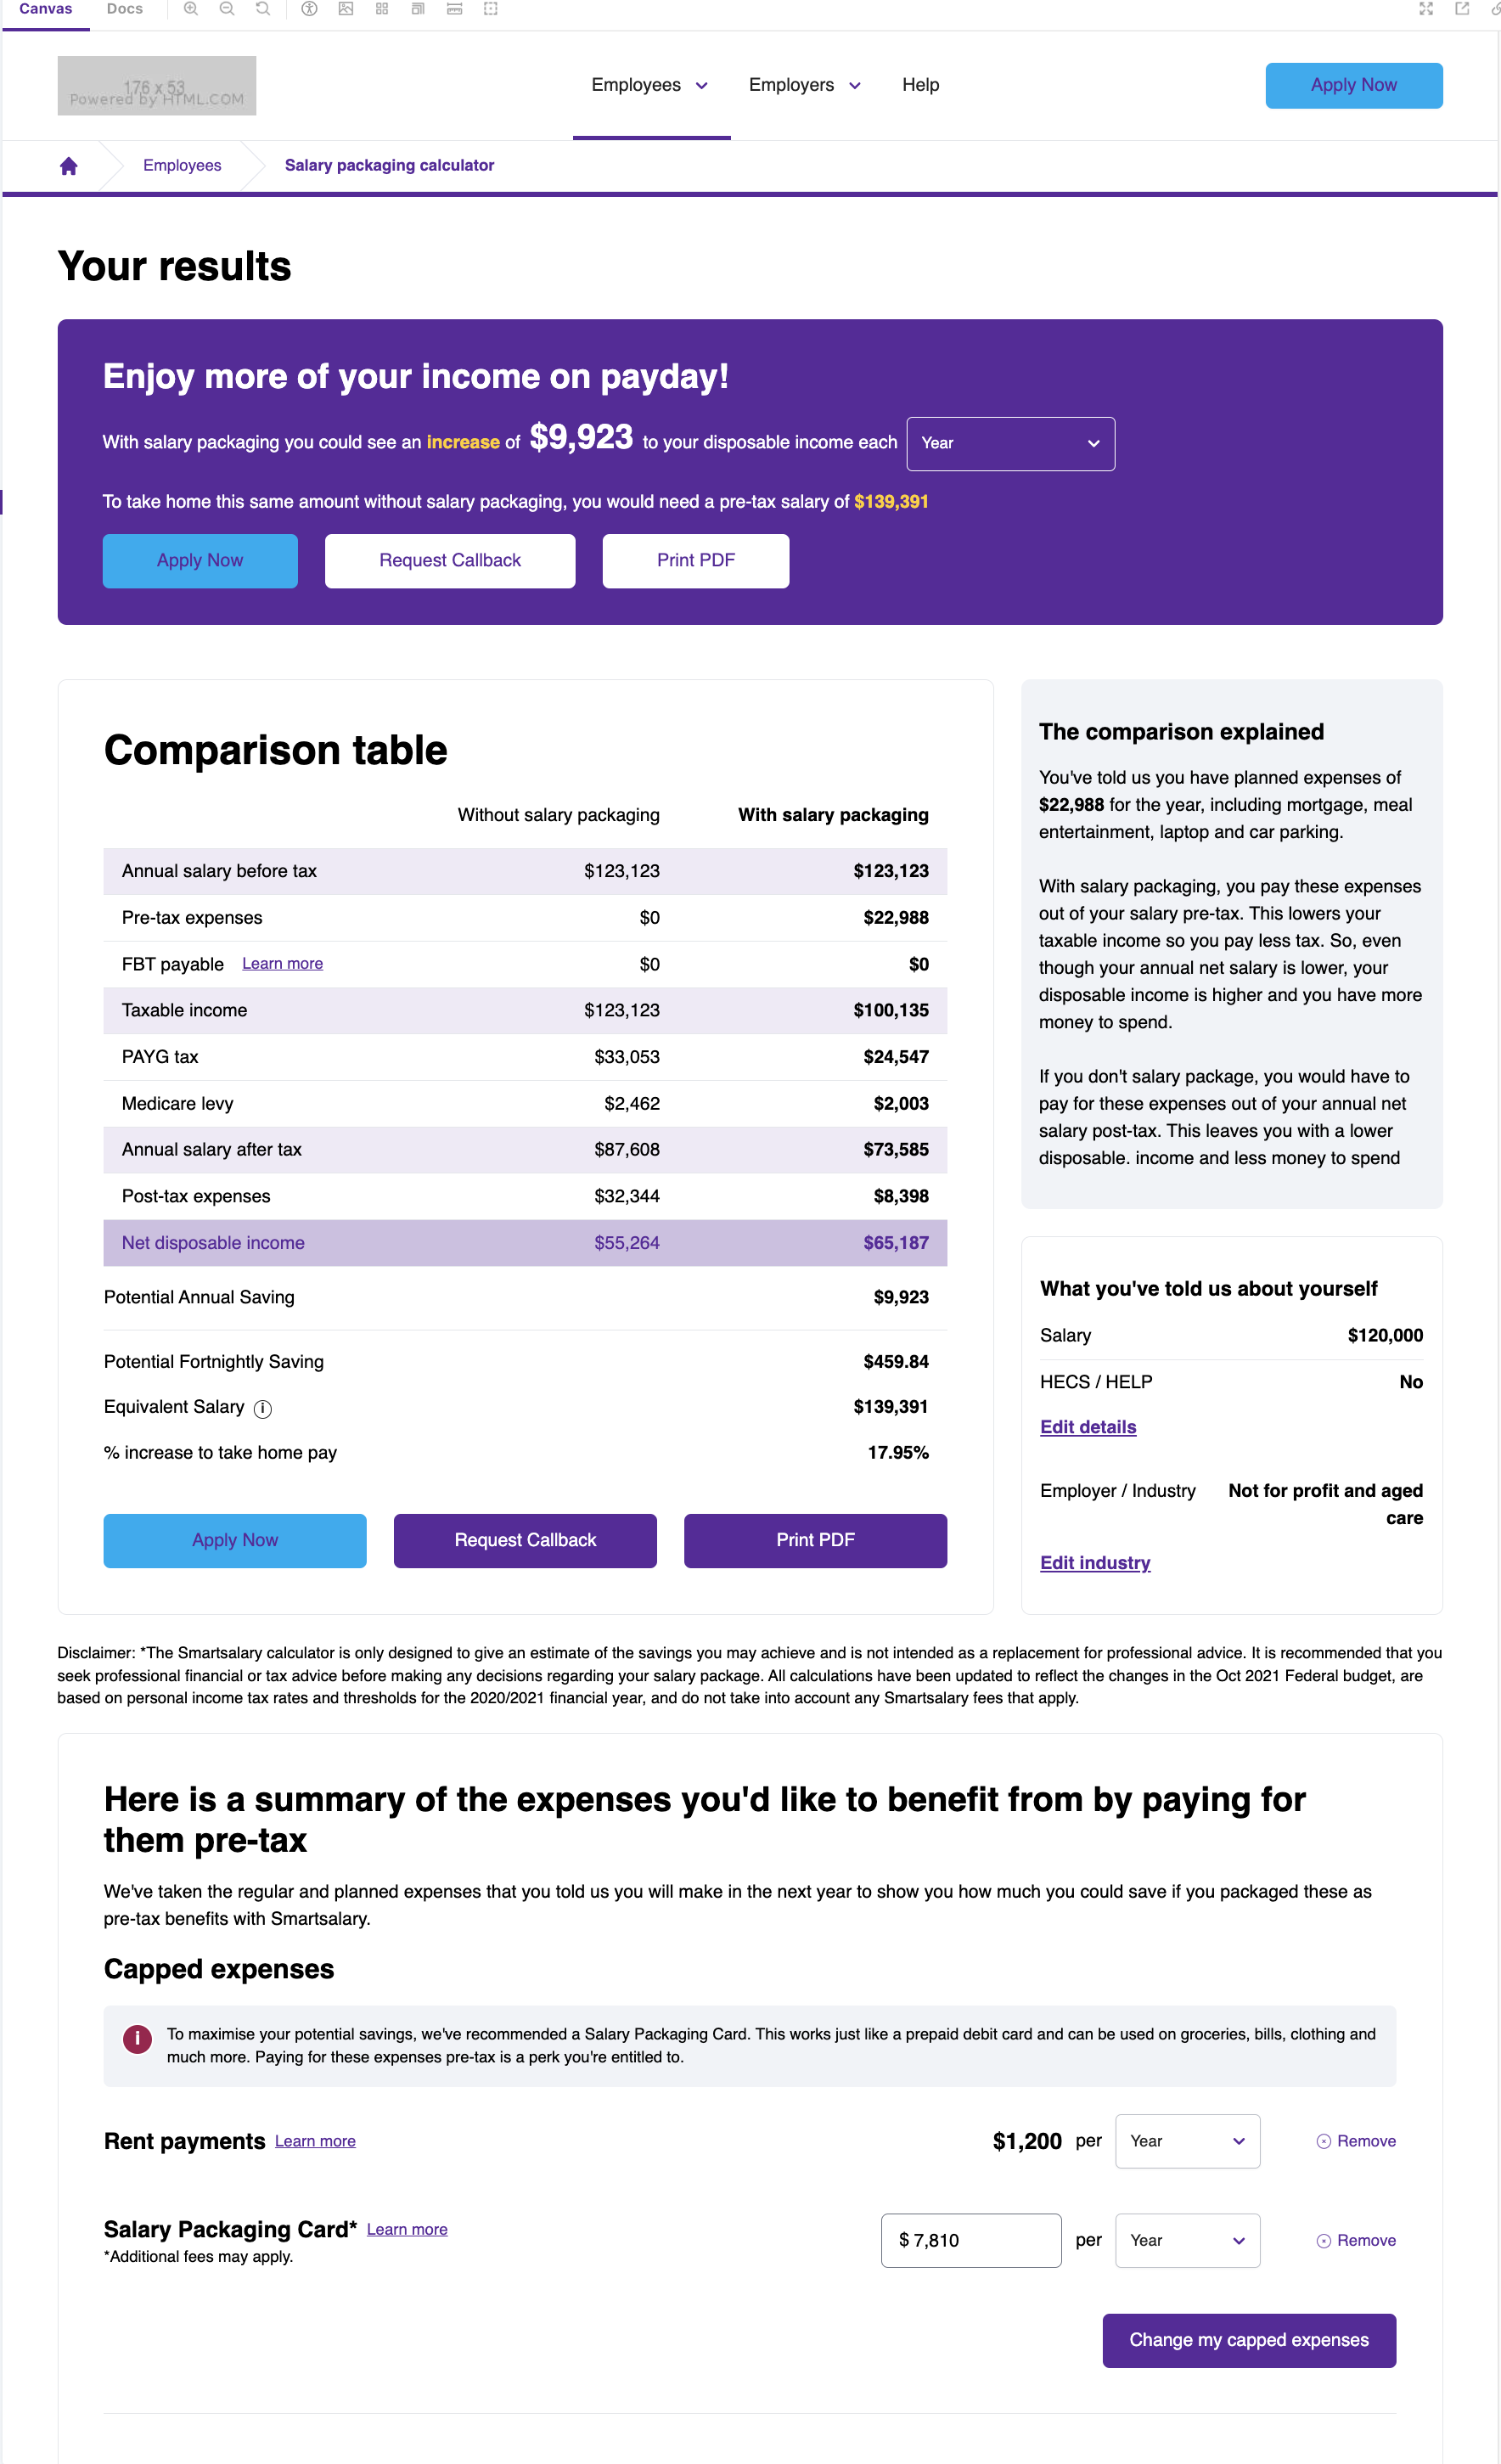 Canvas Docs
176 x 53
Powered by HTML.COM
Employees Employers Help Apply Now
Employees Salary packaging calculator
Your results
Enjoy more of your income on payday!
With salary packaging you could see an increase of $9,923 to your disposable income each Year
To take home this same amount without salary packaging, you would need a pre-tax salary of $139,391
Apply Now Request Callback Print PDF
Comparison table
Without salary packaging With salary packaging
Annual salary before tax $123,123 $123,123
Pre-tax expenses $0 $22,988
FBT payable Learn more $0 $0
Taxable income $123,123 $100,135
PAYG tax $33,053 $24,547
Medicare levy $2,462 $2,003
Annual salary after tax $87,608 $73,585
Post-tax expenses $32,344 $8,398
Net disposable income $55,264 $65,187
Potential Annual Saving $9,923
Potential Fortnightly Saving $459.84
Equivalent Salary $139,391
% increase to take home pay 17.95%
Apply Now Request Callback Print PDF
The comparison explained
You've told us you have planned expenses of
$22,988 for the year, including mortgage, meal
entertainment, laptop and car parking.
With salary packaging, you pay these expenses
out of your salary pre-tax. This lowers your
taxable income so you pay less tax. So, even
though your annual net salary is lower, your
disposable income is higher and you have more
money to spend.
If you don't salary package, you would have to
pay for these expenses out of your annual net
salary post-tax. This leaves you with a lower
disposable. income and less money to spend
What you've told us about yourself
Salary $120,000
HECS / HELP No
Edit details
Employer / Industry Not for profit and aged
care
Edit industry
Disclaimer: *The Smartsalary calculator is only designed to give an estimate of the savings you may achieve and is not intended as a replacement for professional advice. It is recommended that you
seek professional financial or tax advice before making any decisions regarding your salary package. All calculations have been updated to reflect the changes in the Oct 2021 Federal budget, are
based on personal income tax rates and thresholds for the 2020/2021 financial year, and do not take into account any Smartsalary fees that apply.
Here is a summary of the expenses you'd like to benefit from by paying for
them pre-tax
We've taken the regular and planned expenses that you told us you will make in the next year to show you how much you could save if you packaged these as
pre-tax benefits with Smartsalary.
Capped expenses
To maximise your potential savings, we've recommended a Salary Packaging Card. This works just like a prepaid debit card and can be used on groceries, bills, clothing and
much more. Paying for these expenses pre-tax is a perk you're entitled to.
Rent payments Learn more $1,200 per Year Remove
Salary Packaging Card* Learn more $ 7,810 per Year Remove
*Additional fees may apply.
Change my capped expenses